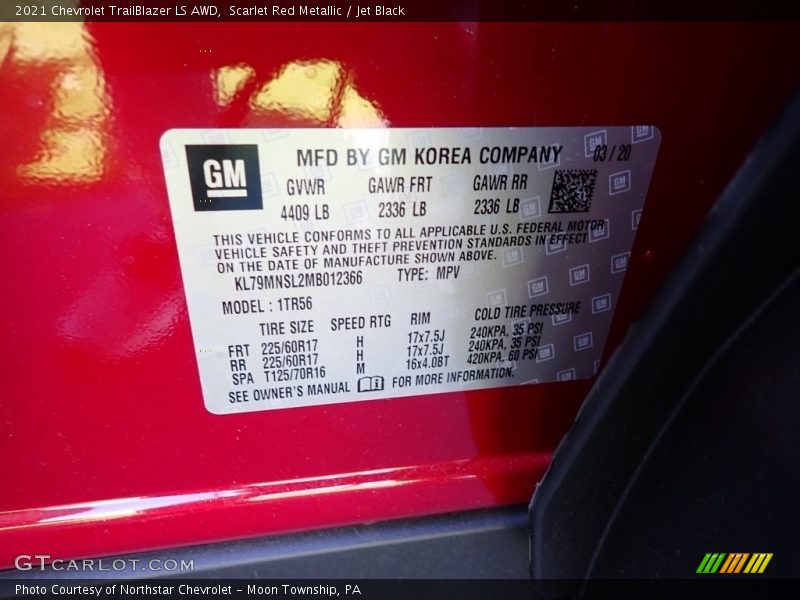 2021 Chevrolet TrailBlazer LS AWD, Scarlet Red Metallic / Jet Black
GM
MFD BY GM KOREA COMPANY 03 / 20
GVWR GAWR FRT GAWR RR
4409 LB 2336 LB 2336 LB
THIS VEHICLE CONFORMS TO ALL APPLICABLE U.S. FEDERAL MOTOR
VEHICLE SAFETY AND THEFT PREVENTION STANDARDS IN EFFECT
ON THE DATE OF MANUFACTURE SHOWN ABOVE.
KL79MNSL2MB012366 TYPE: MPV
MODEL : 1TR56
TIRE SIZE SPEED RTG RIM COLD TIRE PRESSURE
FRT 225/60R17 H 17x7.5J 240KPA, 35 PSI
RR 225/60R17 H 17x7.5J 240KPA, 35 PSI
SPA T125/70R16 M 16x4.0BT 420KPA, 60 PSI
SEE OWNER'S MANUAL FOR MORE INFORMATION.
GTCARLOT.COM
Photo Courtesy of Northstar Chevrolet - Moon Township, PA